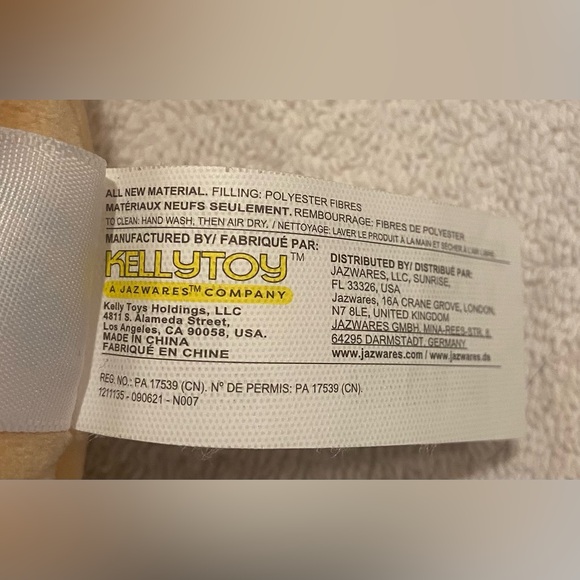 ALL NEW MATERIAL. FILLING: POLYESTER FIBRES
MATÉRIAUX NEUFS SEULEMENT. REMBOURRAGE: FIBRES DE POLYESTER
TO CLEAN: HAND WASH, THEN AIR DRY. / NETTOYAGE: LAVER LE PRODUIT À LA MAIN ET SÉCHER À L'AIR LIBRE.
MANUFACTURED BY/ FABRIQUÉ PAR:
KELLYTOY™
A JAZWARES™ COMPANY
Kelly Toys Holdings, LLC
4811 S. Alameda Street,
Los Angeles, CA 90058, USA.
MADE IN CHINA
FABRIQUÉ EN CHINE
DISTRIBUTED BY/ DISTRIBUÉ PAR:
JAZWARES, LLC, SUNRISE,
FL 33326, USA
Jazwares, 16A CRANE GROVE, LONDON,
N7 8LE, UNITED KINGDOM
JAZWARES GMBH, MINA-REES-STR. 8,
64295 DARMSTADT, GERMANY.
www.jazwares.com / www.jazwares.de
REG. NO.: PA 17539 (CN). Nº DE PERMIS: PA 17539 (CN).
1211135 - 090621 - N007